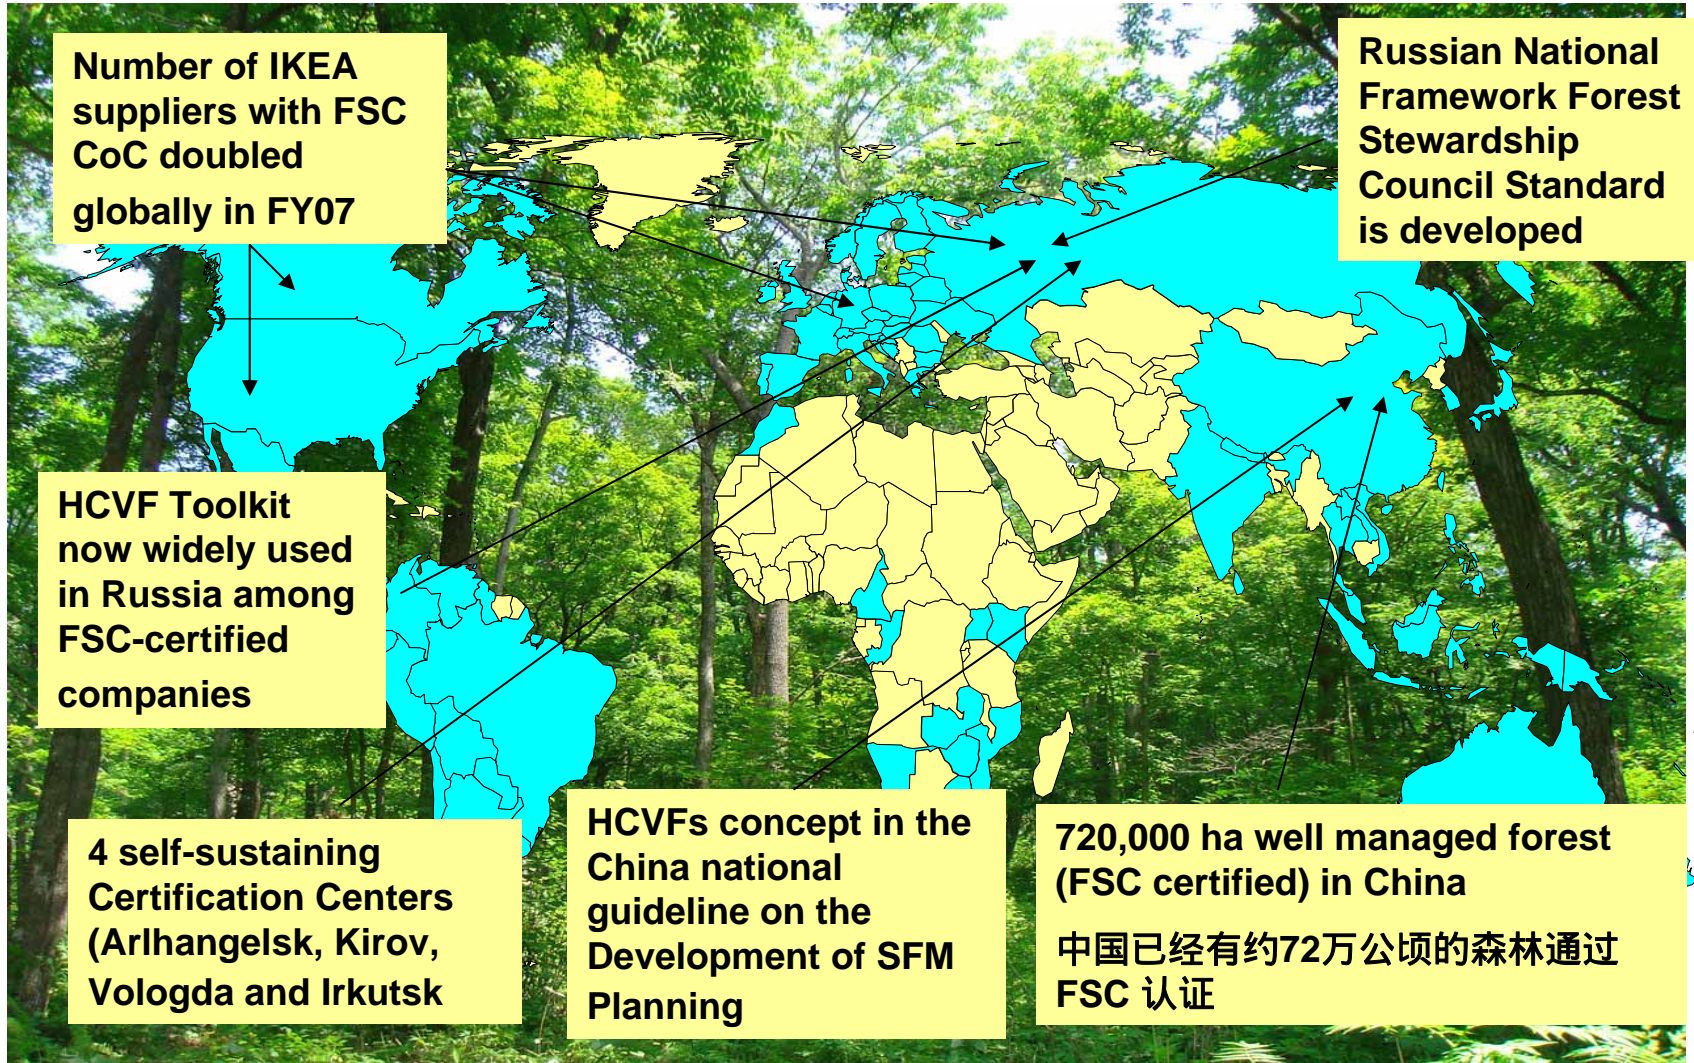 Number of IKEA
suppliers with FSC
CoC doubled
globally in FY07
Russian National
Framework Forest
Stewardship
Council Standard
is developed
HCVF Toolkit
now widely used
in Russia among
FSC-certified
companies
4 self-sustaining
Certification Centers
(Arlhangelsk, Kirov,
Vologda and Irkutsk
HCVFs concept in the
China national
guideline on the
Development of SFM
Planning
720,000 ha well managed forest
(FSC certified) in China
中国已经有约72万公顷的森林通过
FSC 认证